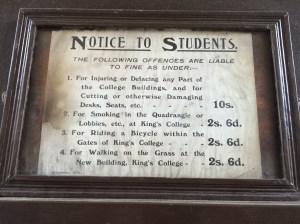 NOTICE TO STUDENTS.
THE FOLLOWING OFFENCES ARE LIABLE
TO FINE AS UNDER:—
1. For Injuring or Defacing any Part of
the College Buildings, and for
Cutting or otherwise Damaging
Desks, Seats, etc. - - - - 10s.
2. For Smoking in the Quadrangle or
Lobbies, etc., at King's College - 2s. 6d.
3. For Riding a Bicycle within the
Gates of King's College - - - 2s. 6d.
4. For Walking on the Grass at the
New Building, King's College - - 2s. 6d.